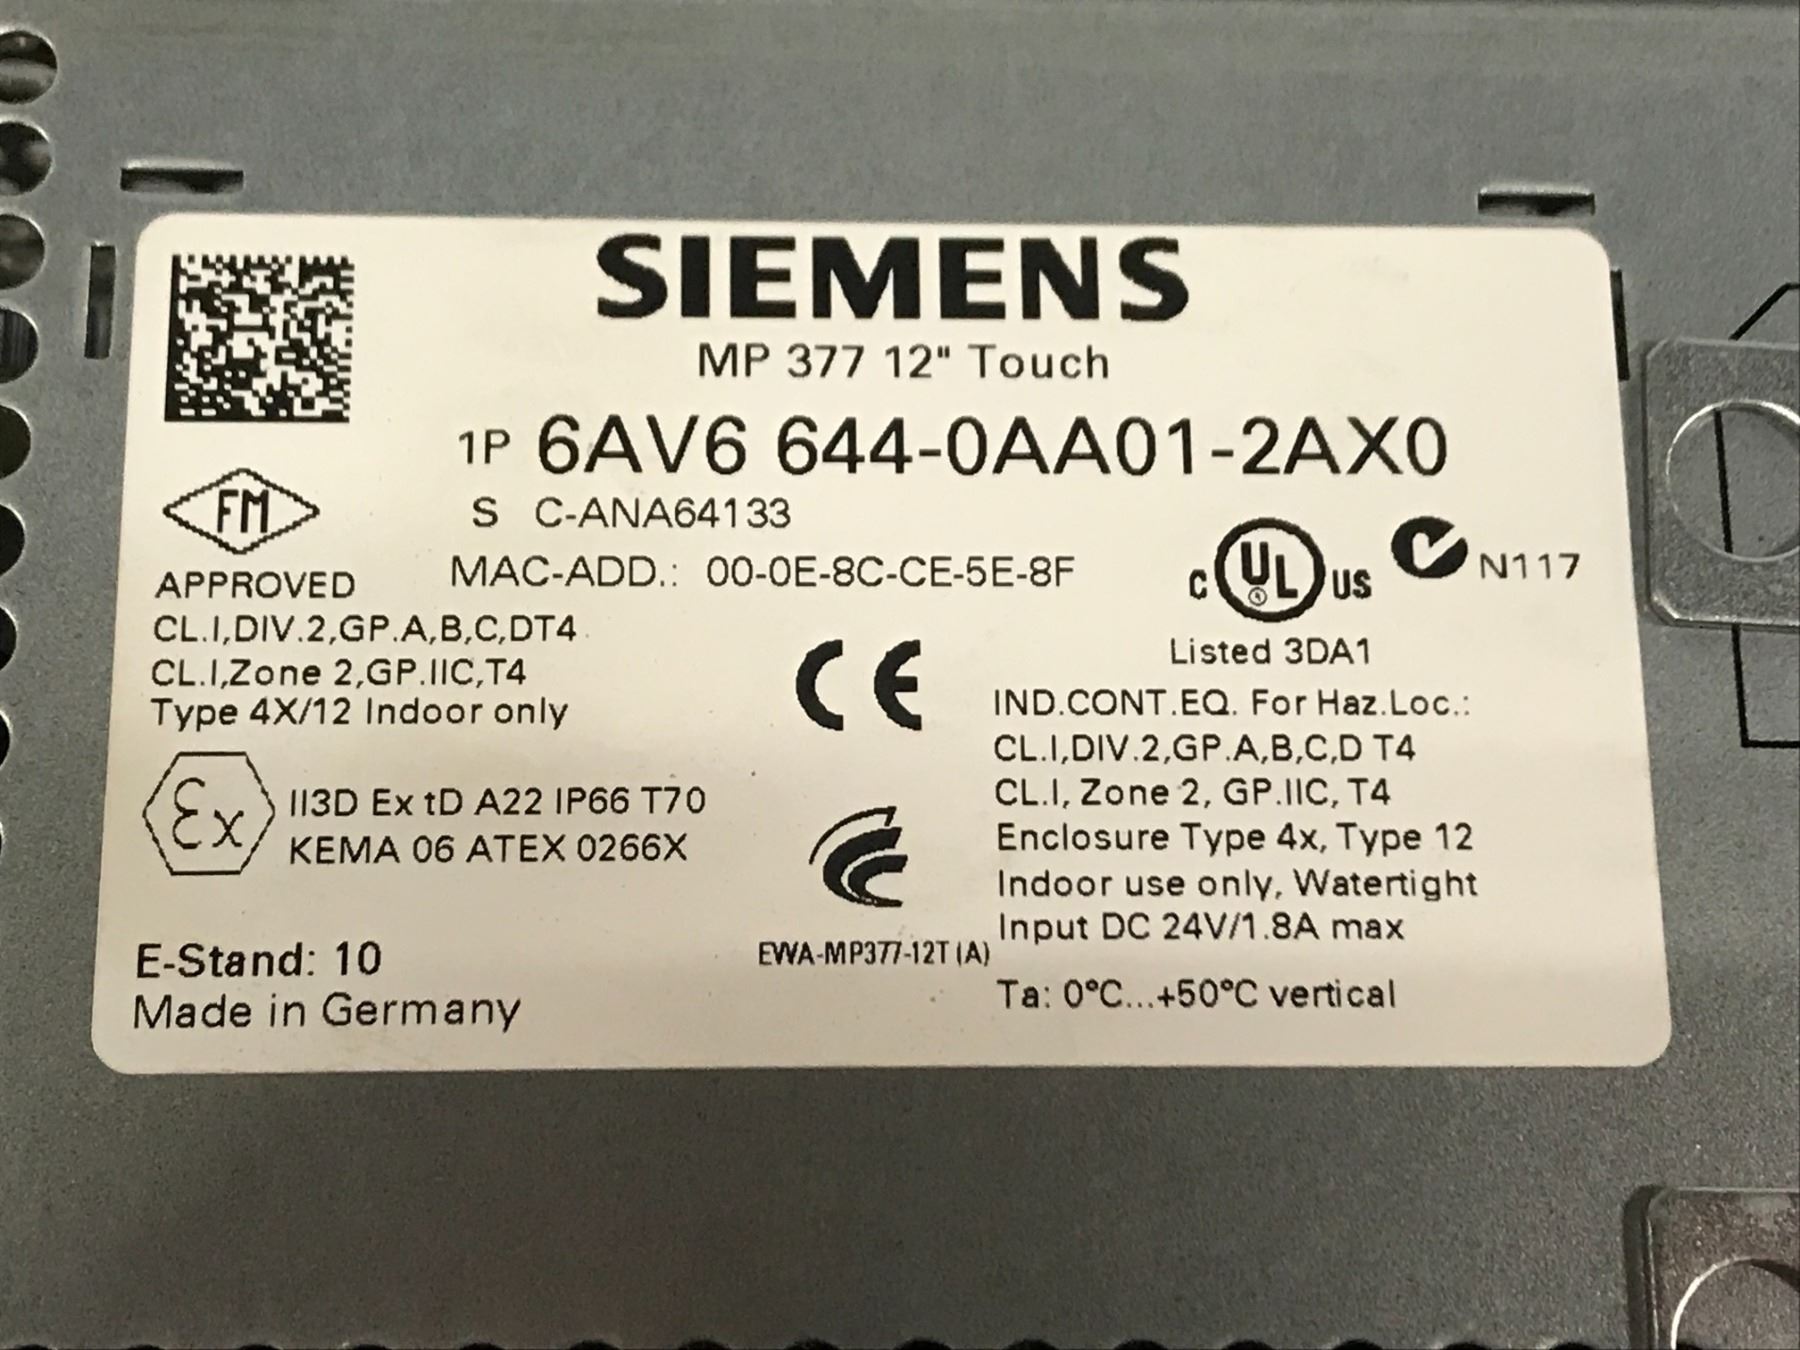 SIEMENS
MP 377 12" Touch
1P 6AV6 644-0AA01-2AX0
S C-ANA64133
MAC-ADD.: 00-0E-8C-CE-5E-8F
FM
APPROVED
CL.I,DIV.2,GP.A,B,C,DT4
CL.I,Zone 2,GP.IIC,T4
Type 4X/12 Indoor only
C UL US
N117
Listed 3DA1
CE
IND.CONT.EQ. For Haz.Loc.:
CL.I,DIV.2,GP.A,B,C,D T4
CL.I, Zone 2, GP.IIC, T4
Enclosure Type 4x, Type 12
Indoor use only, Watertight
Input DC 24V/1.8A max
Ta: 0°C...+50°C vertical
Ex
II3D Ex tD A22 IP66 T70
KEMA 06 ATEX 0266X
EWA-MP377-12T(A)
E-Stand: 10
Made in Germany